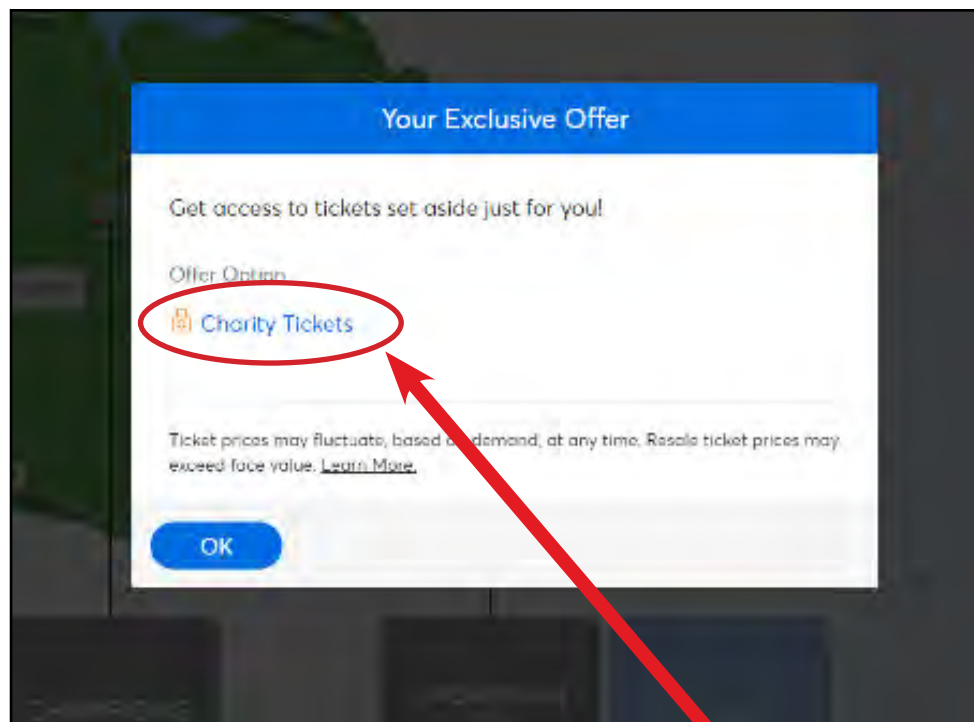 Your Exclusive Offer
Get access to tickets set aside just for you!
Offer Option
Charity Tickets
Ticket prices may fluctuate, based on demand, at any time. Resale ticket prices may
exceed face value. Learn More.
OK